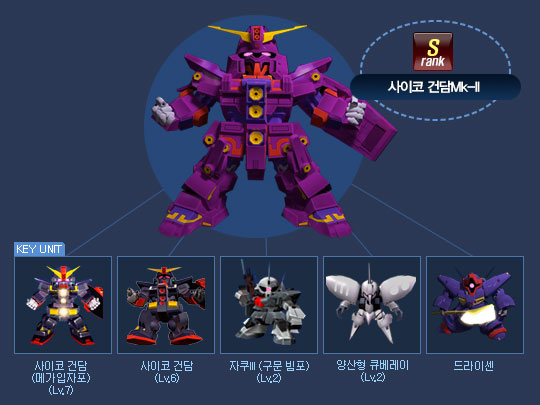 S
rank
사이코 건담Mk-II
KEY UNIT
사이코 건담
(메가입자포)
(Lv.7)
사이코 건담
(Lv.6)
자쿠III (구문 빔포)
(Lv.2)
양산형 큐베레이
(Lv.2)
드라이센